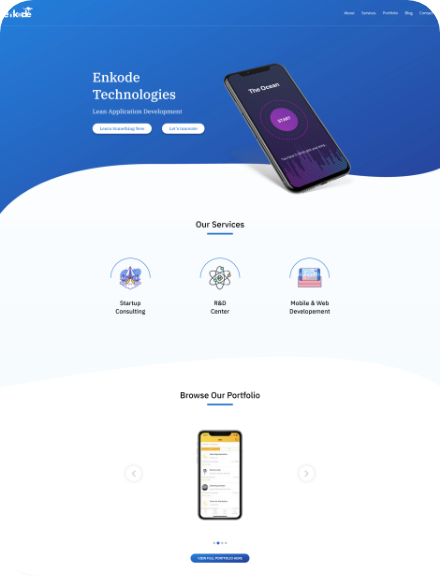 enkode
About Services Portfolio Blog Contact
Enkode
Technologies
Lean Application Development
Learn Something New Let's Innovate
The Ocean
START
Our Services
Startup
Consulting
R&D
Center
Mobile & Web
Developement
Browse Our Portfolio
VIEW FULL PORTFOLIO HERE